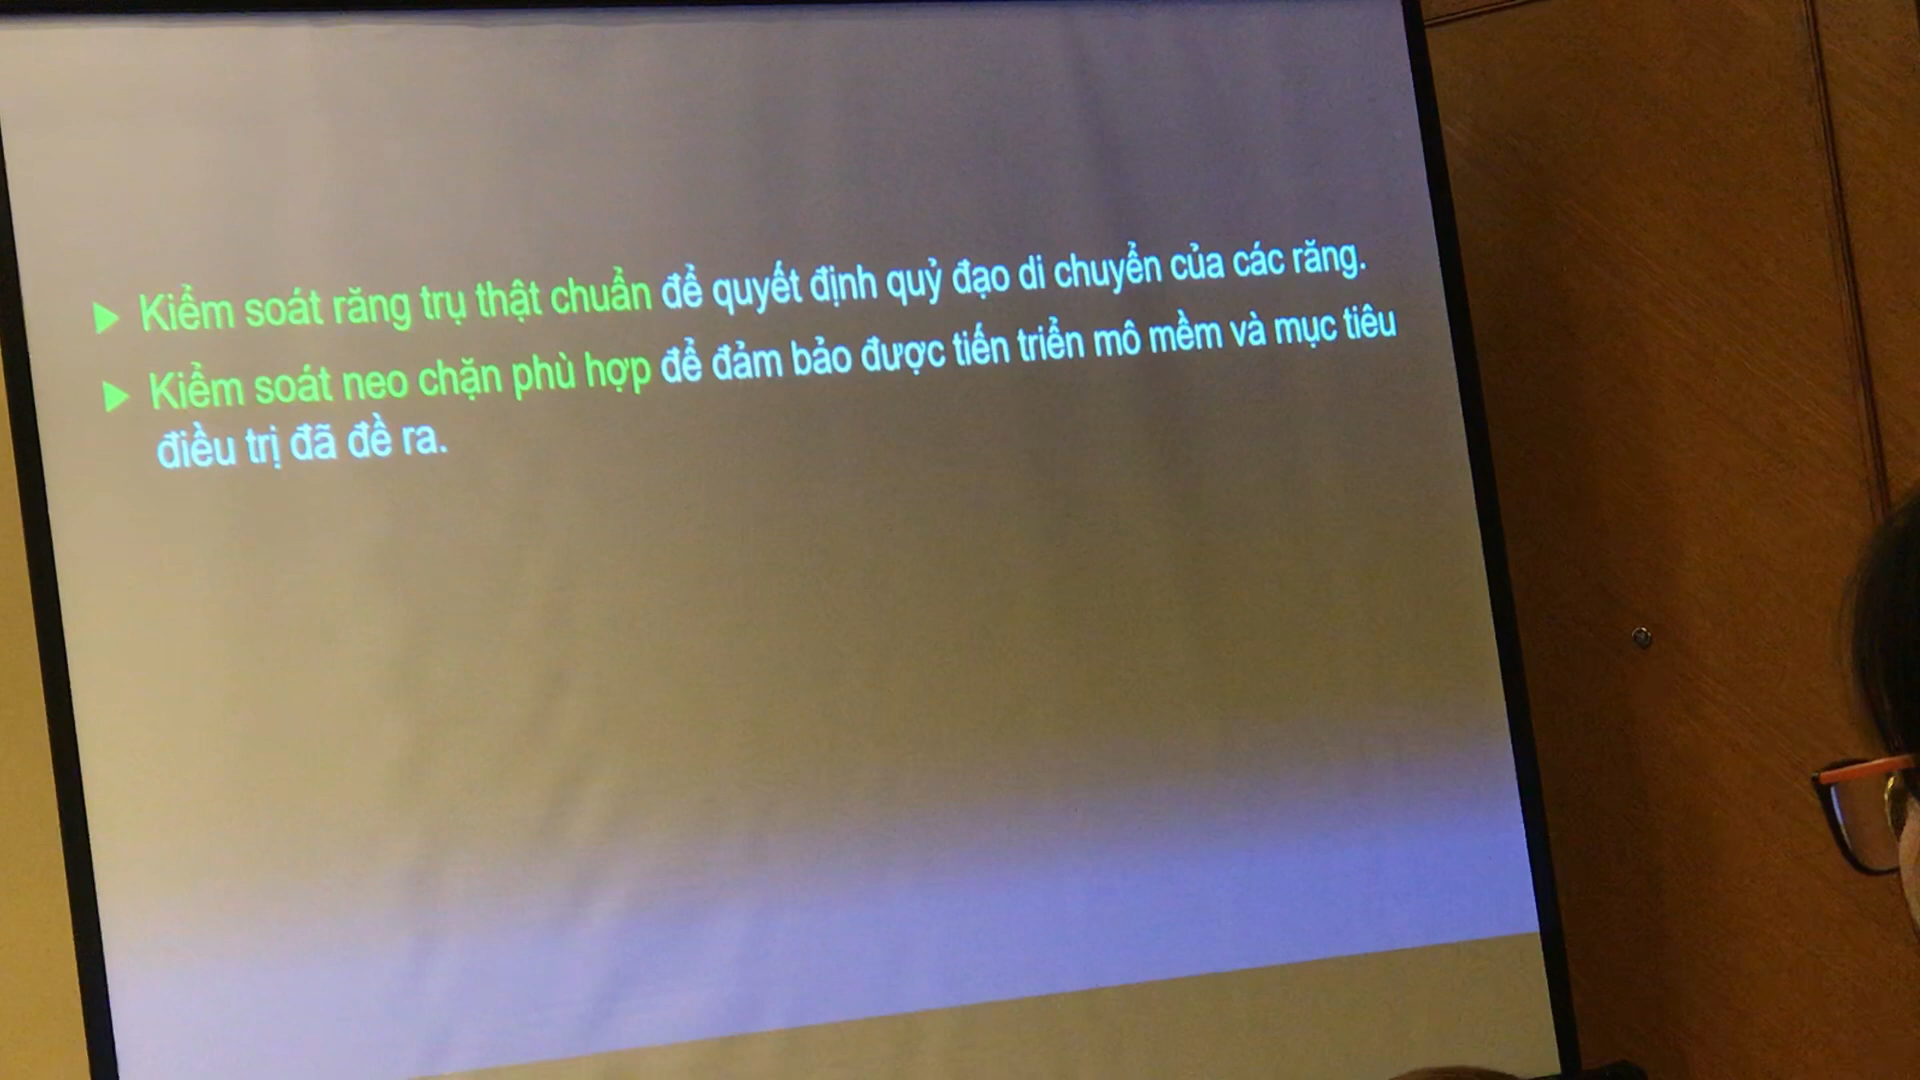 Kiểm soát răng trụ thật chuẩn để quyết định quỷ đạo di chuyển của các răng.
Kiểm soát neo chặn phù hợp để đảm bảo được tiến triển mô mềm và mục tiêu
điều trị đã đề ra.